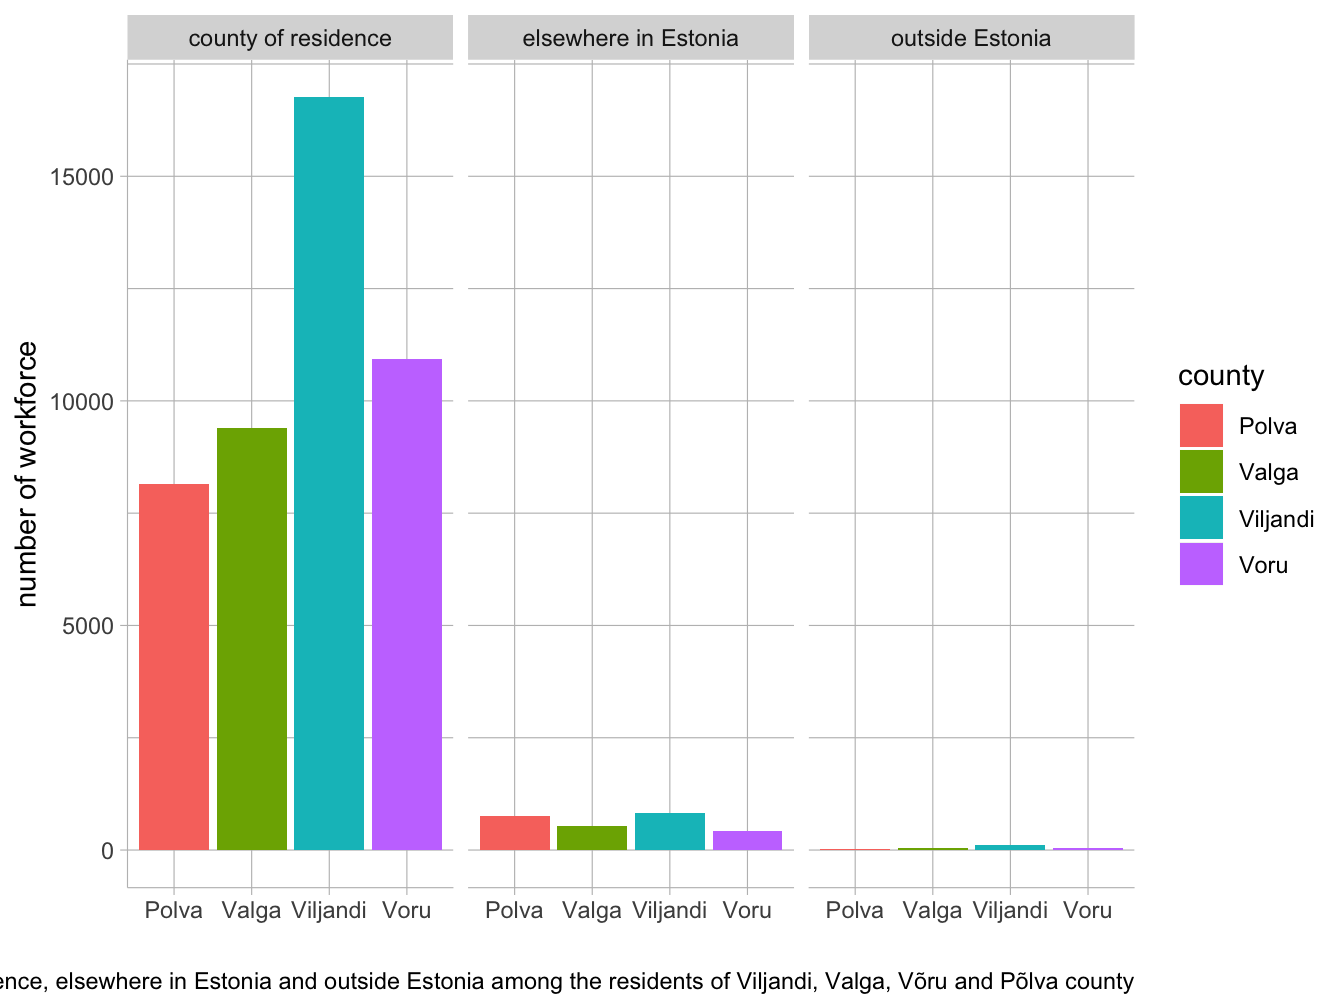 county of residence
elsewhere in Estonia
outside Estonia
15000
10000
5000
0
number of workforce
Polva Valga Viljandi Voru
Polva Valga Viljandi Voru
Polva Valga Viljandi Voru
county
Polva
Valga
Viljandi
Voru
elsewhere in Estonia and outside Estonia among the residents of Viljandi, Valga, Võru and Põlva county